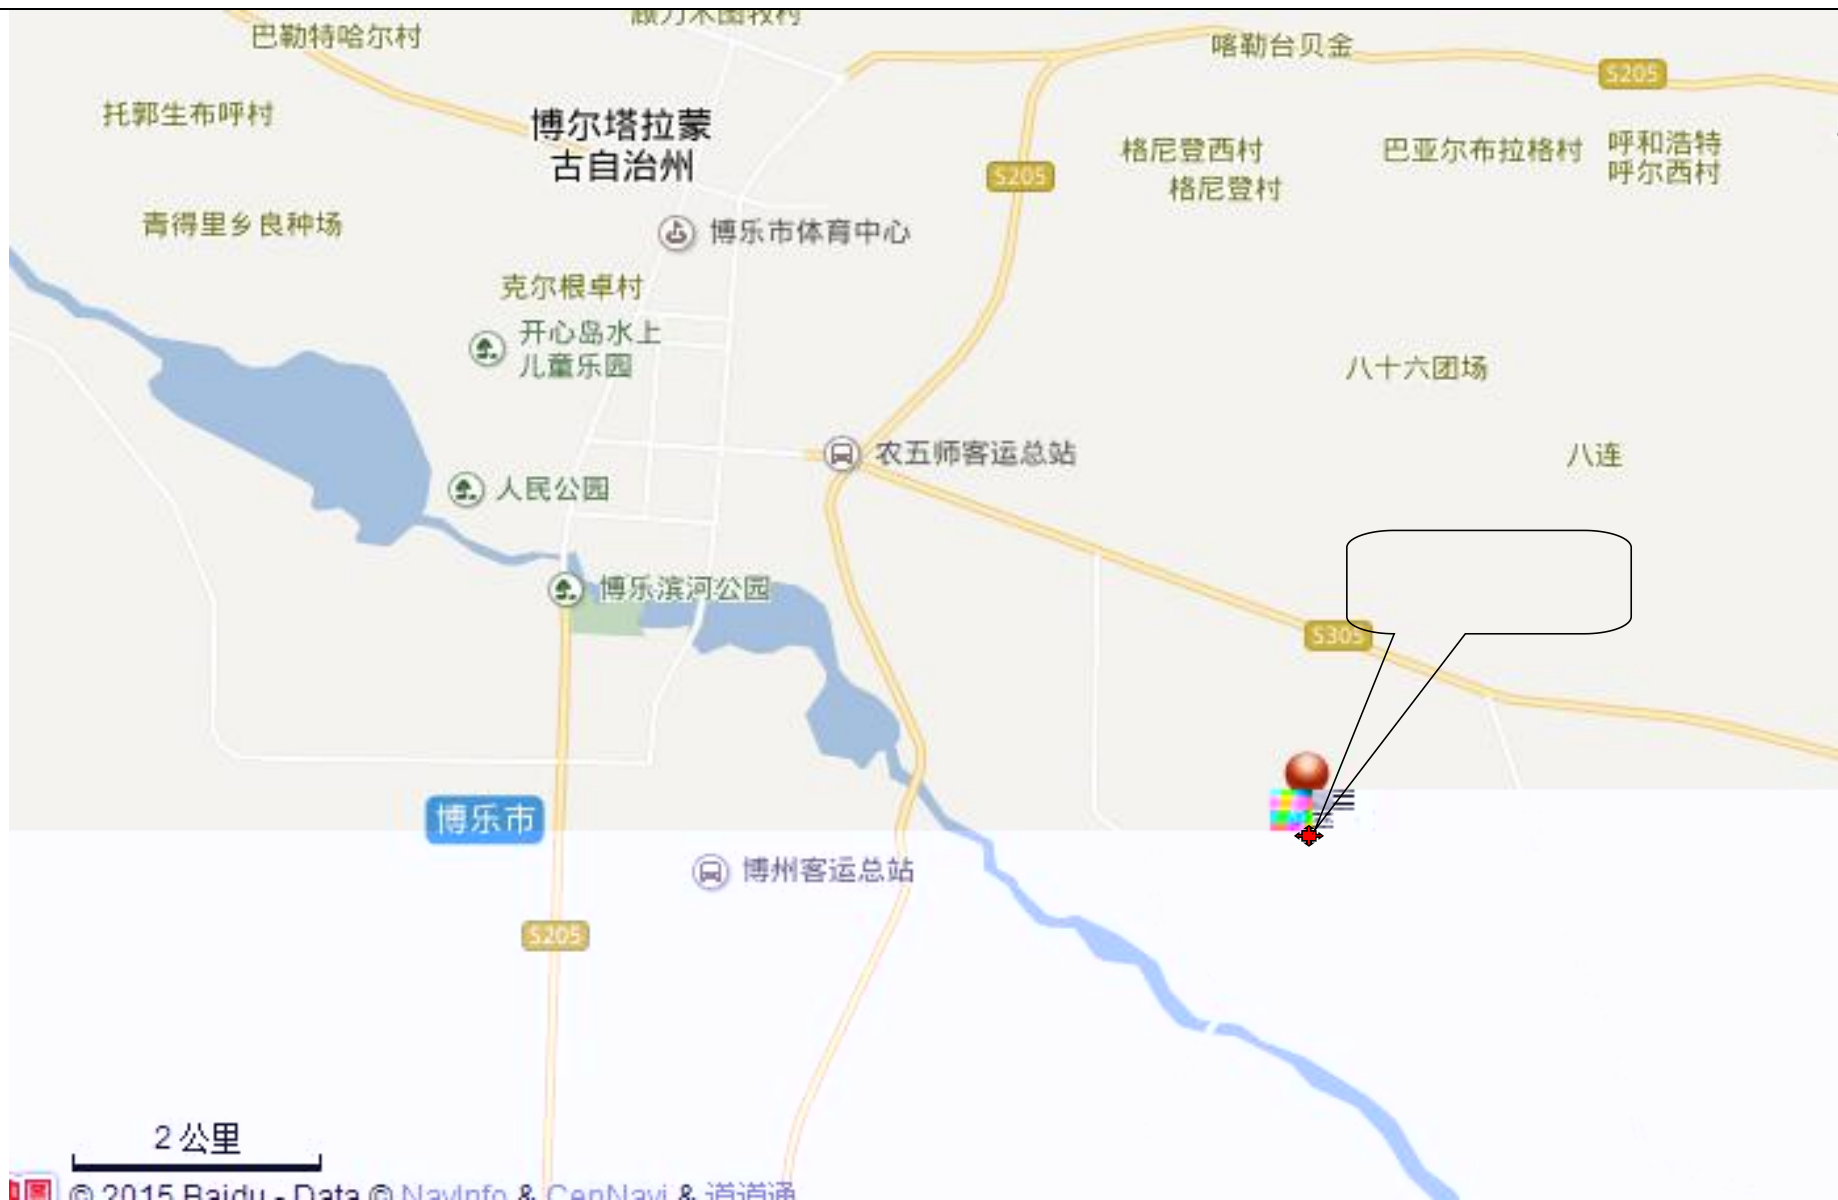 巴勒特哈尔村
喀勒台贝金
S205
托郭生布呼村
博尔塔拉蒙
古自治州
S205
格尼登西村
格尼登村
巴亚尔布拉格村
呼和浩特
呼尔西村
青得里乡良种场
博乐市体育中心
克尔根卓村
开心岛水上
儿童乐园
八十六团场
农五师客运总站
八连
人民公园
博乐滨河公园
S305
博乐市
博州客运总站
S205
2 公里
© 2015 Baidu - Data © NavInfo & CenNavi & 道道通